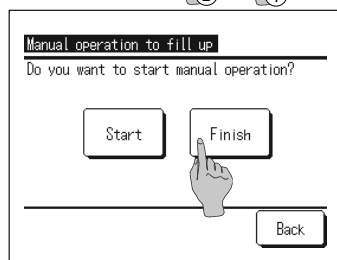 Manual operation to fill up
Do you want to start manual operation?
Start
Finish
Back